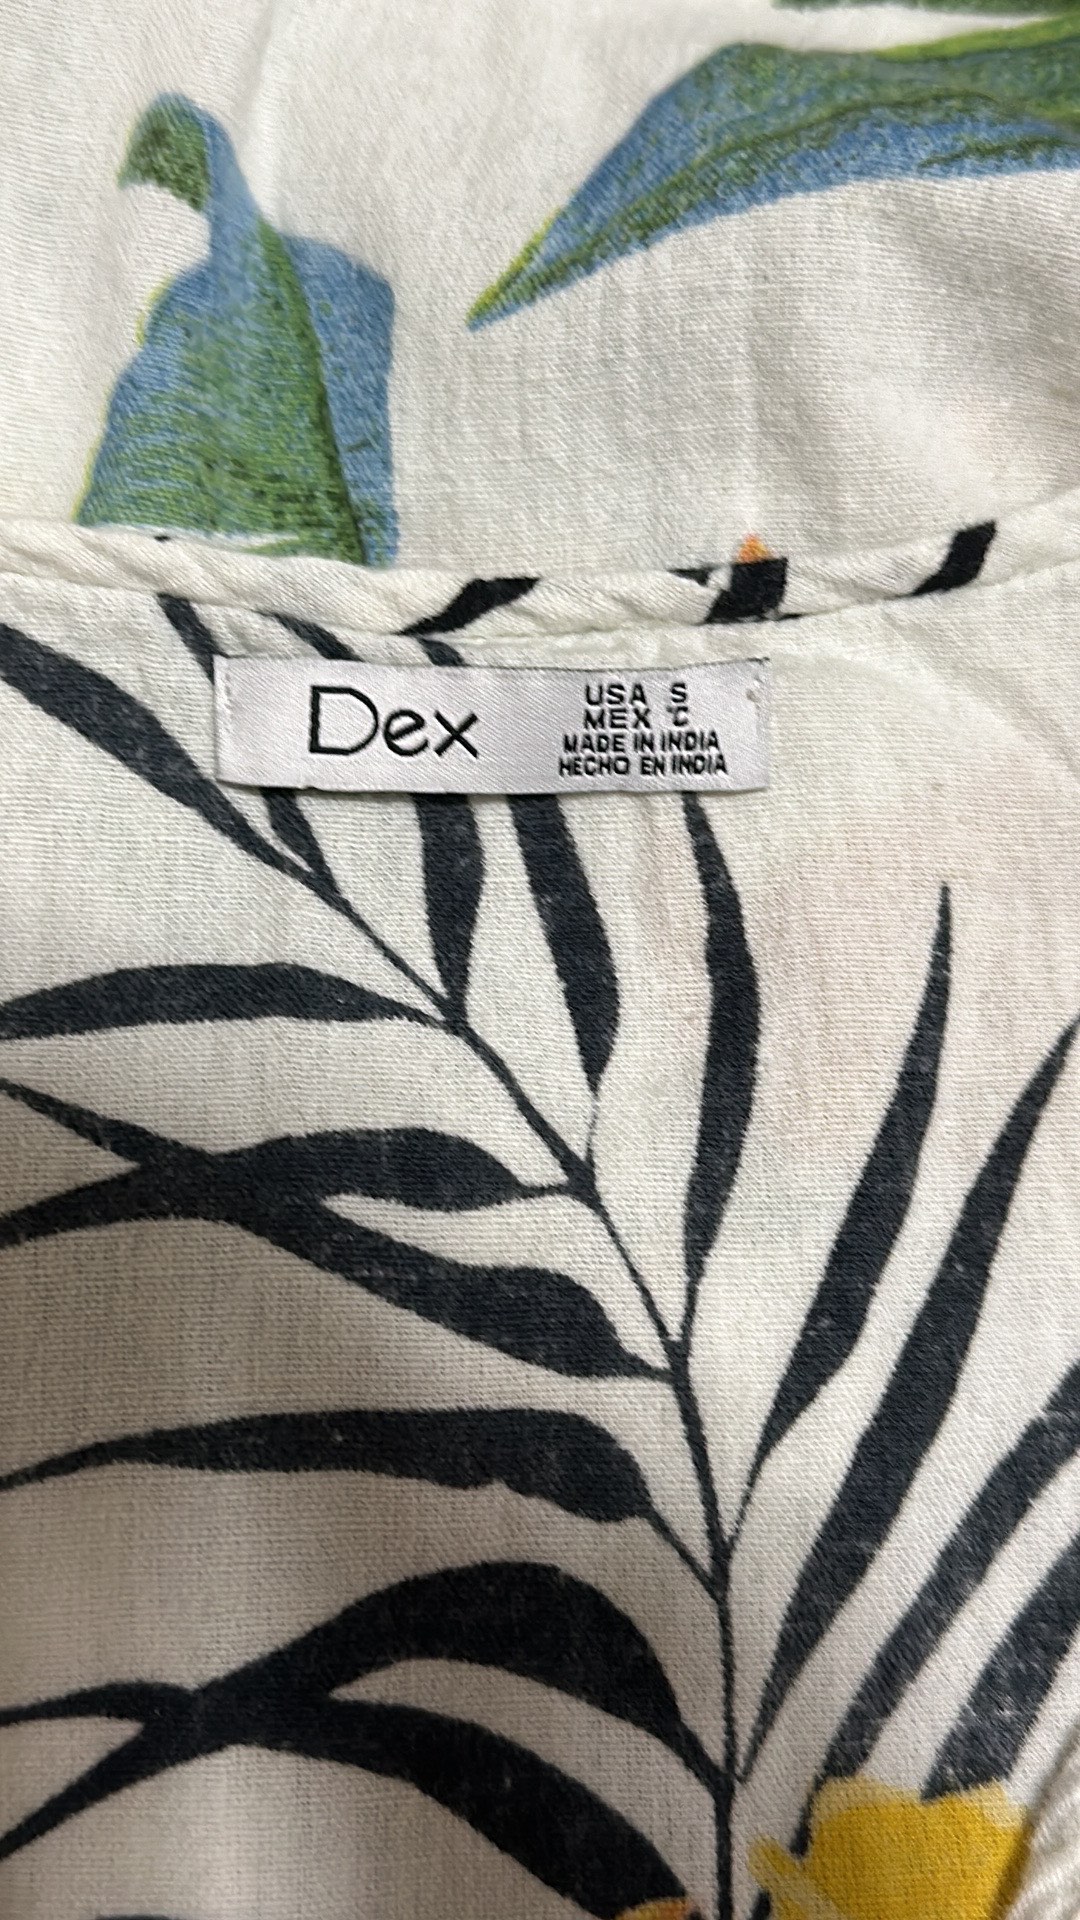 Dex
USA S
MEX C
MADE IN INDIA
HECHO EN INDIA